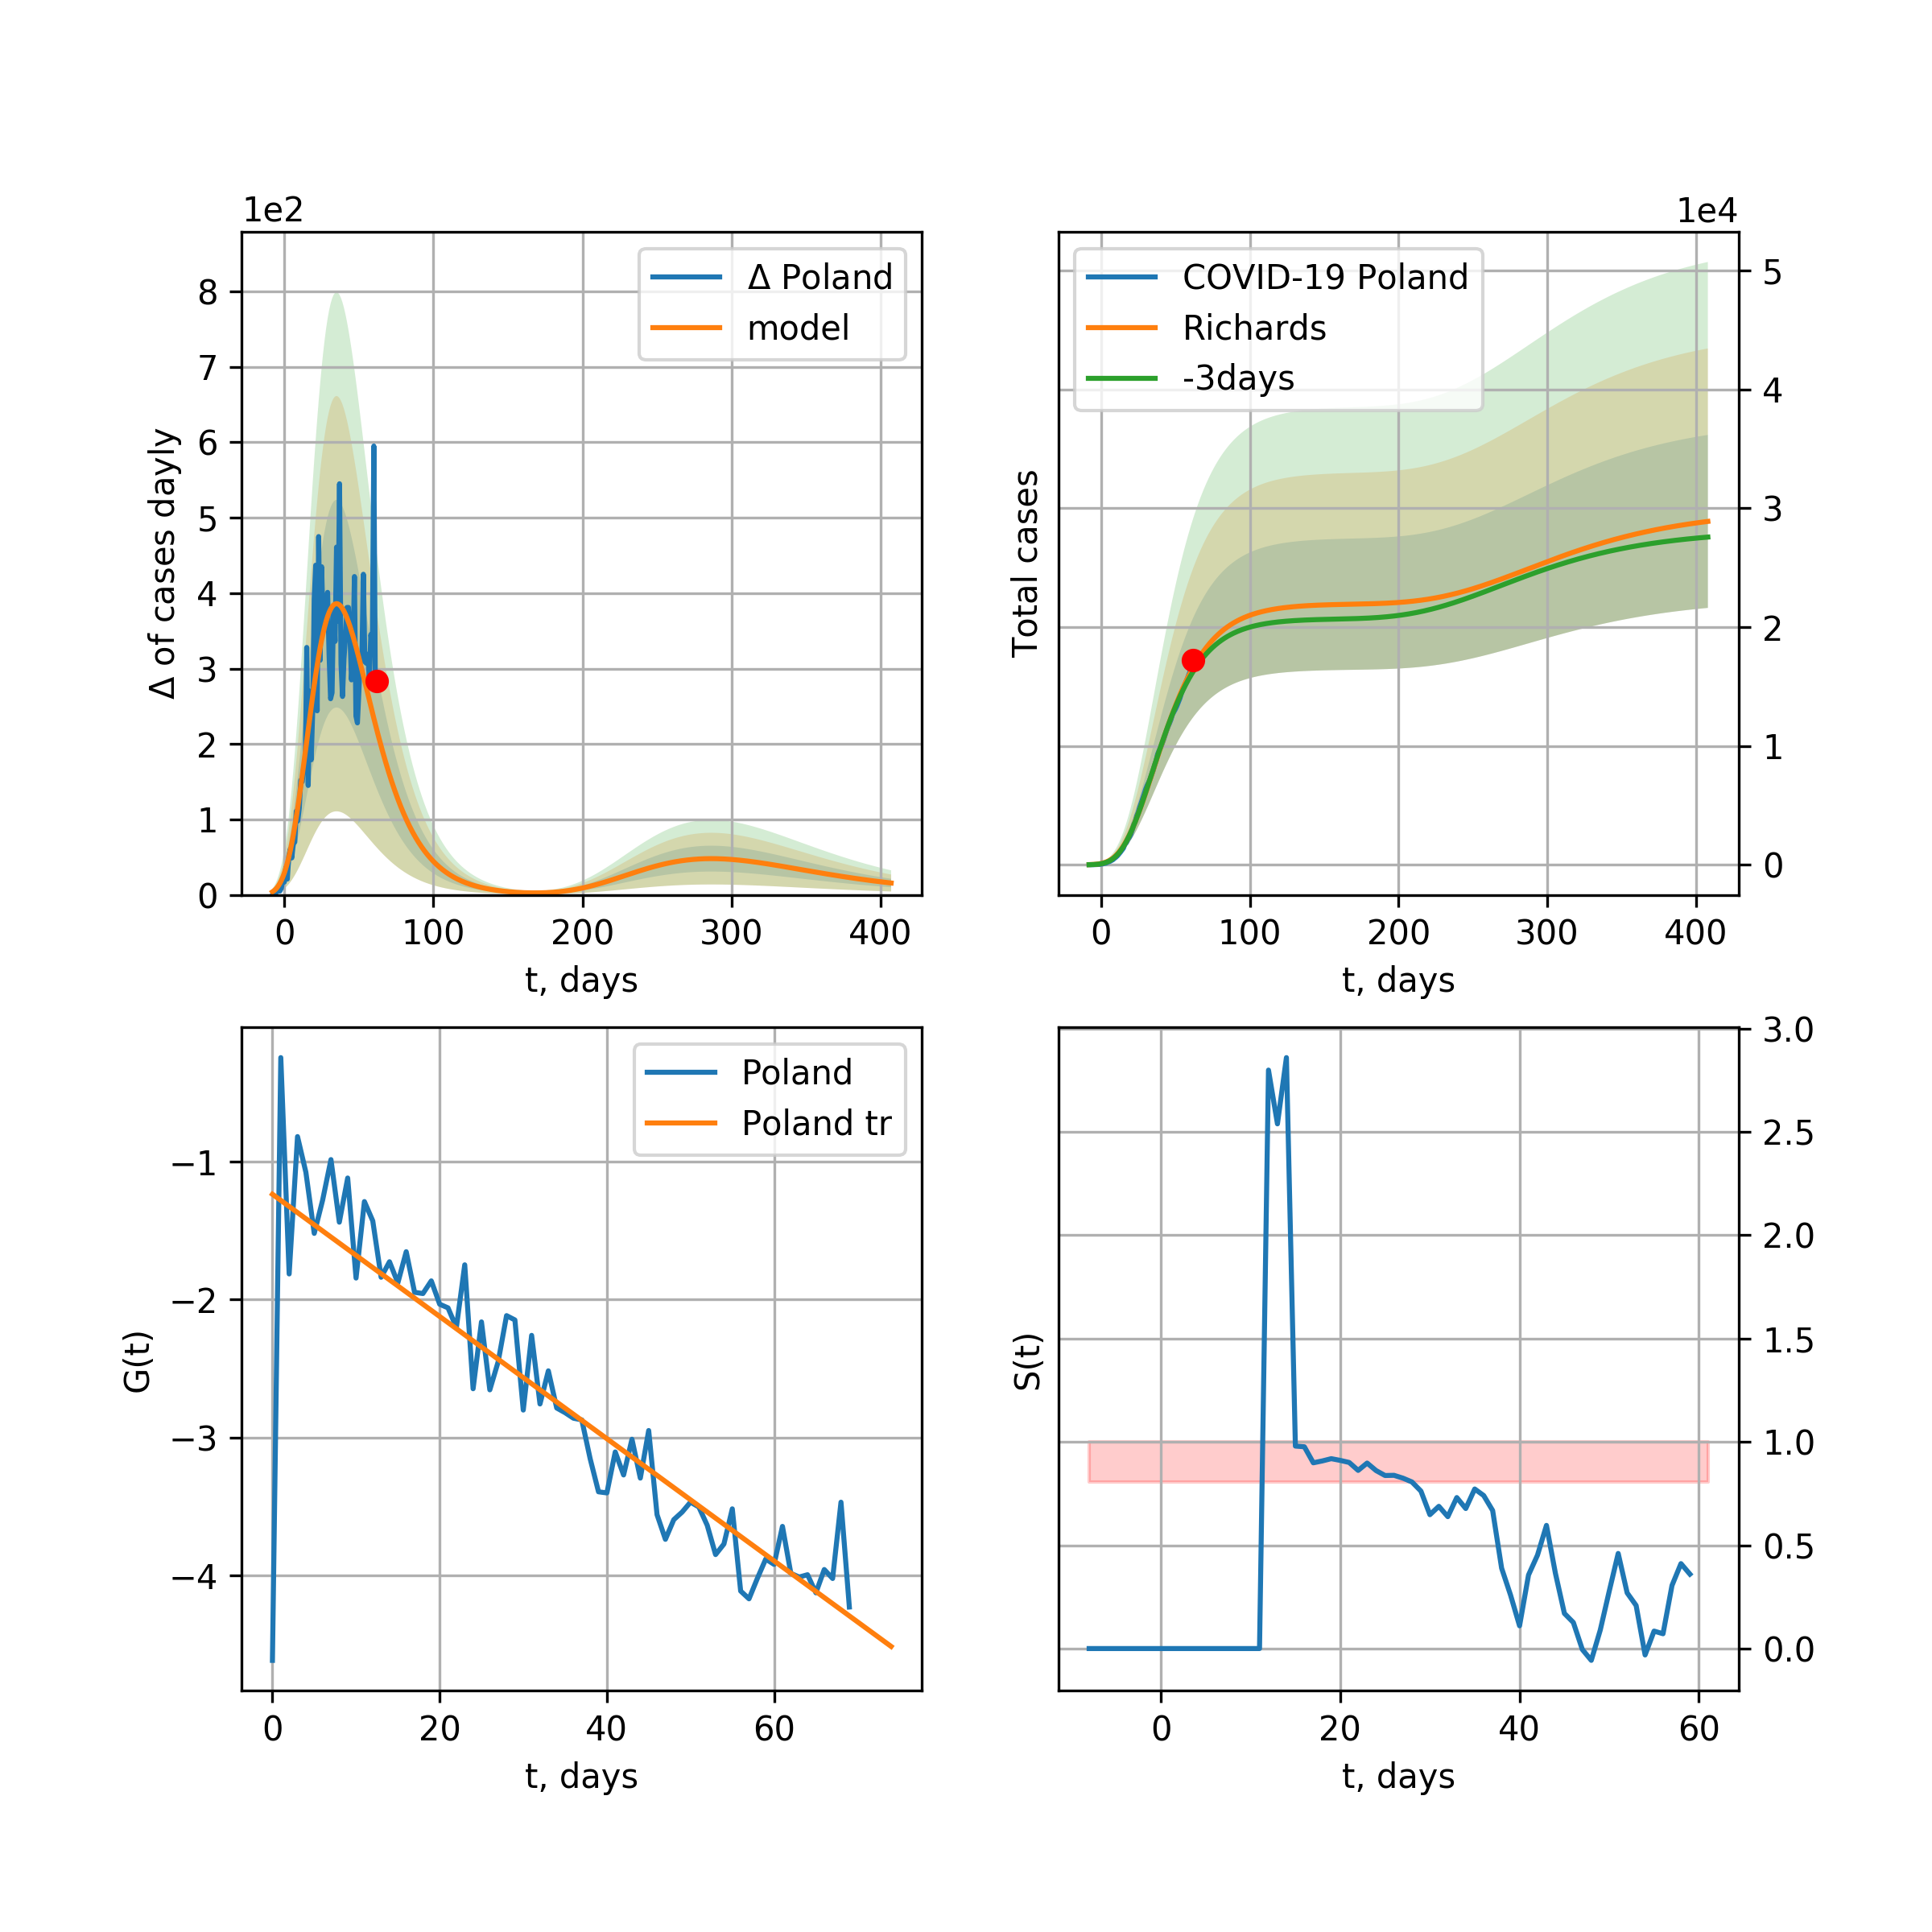 1e2
Δ of cases dayly
8
7
6
5
4
3
2
1
0
0 100 200 300 400
t, days
Δ Poland
model
1e4
Total cases
5
4
3
2
1
0
0 100 200 300 400
t, days
COVID-19 Poland
Richards
-3days
G(t)
−1
−2
−3
−4
0 20 40 60
t, days
Poland
Poland tr
S(t)
3.0
2.5
2.0
1.5
1.0
0.5
0.0
0 20 40 60
t, days